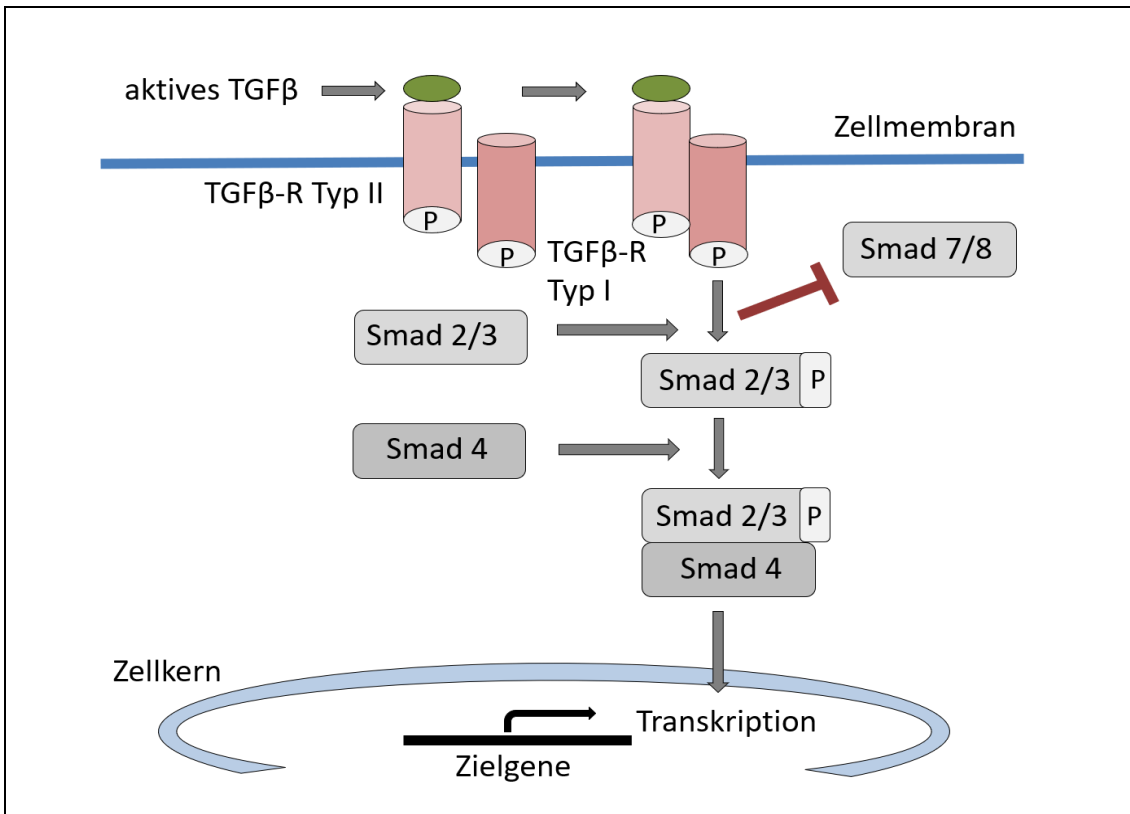 aktives TGFβ
Zellmembran
TGFβ-R Typ II
P
P
P
P
TGFβ-R
Typ I
Smad 7/8
Smad 2/3
Smad 2/3 P
Smad 4
Smad 2/3 P
Smad 4
Zellkern
Transkription
Zielgene